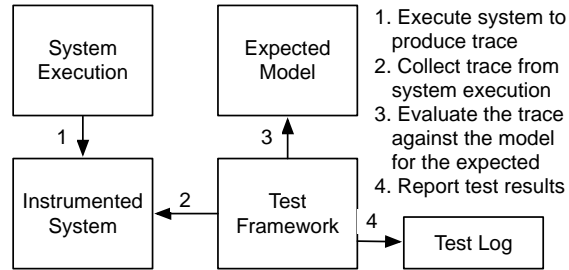 System
Execution
Expected
Model
1
3
Instrumented
System
2
Test
Framework
4
Test Log
1. Execute system to
produce trace
2. Collect trace from
system execution
3. Evaluate the trace
against the model
for the expected
4. Report test results